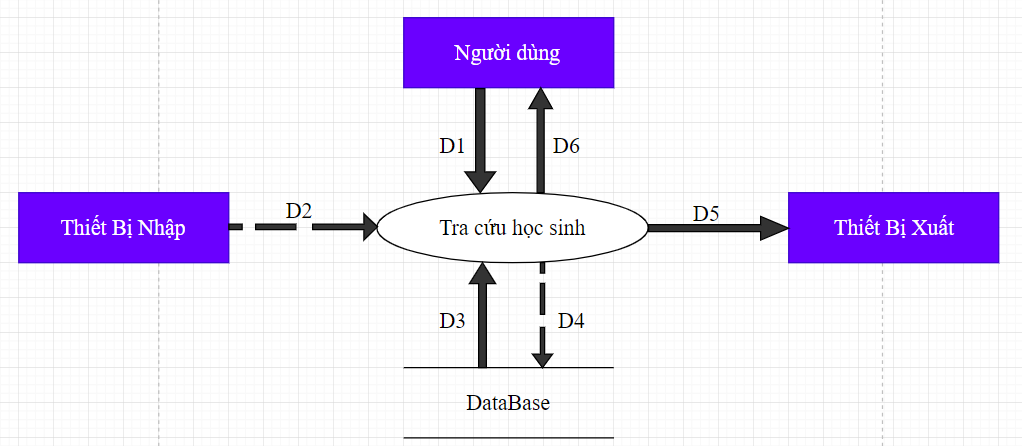 Người dùng
D1
D6
Thiết Bị Nhập
D2
Tra cứu học sinh
D5
Thiết Bị Xuất
D3
D4
DataBase